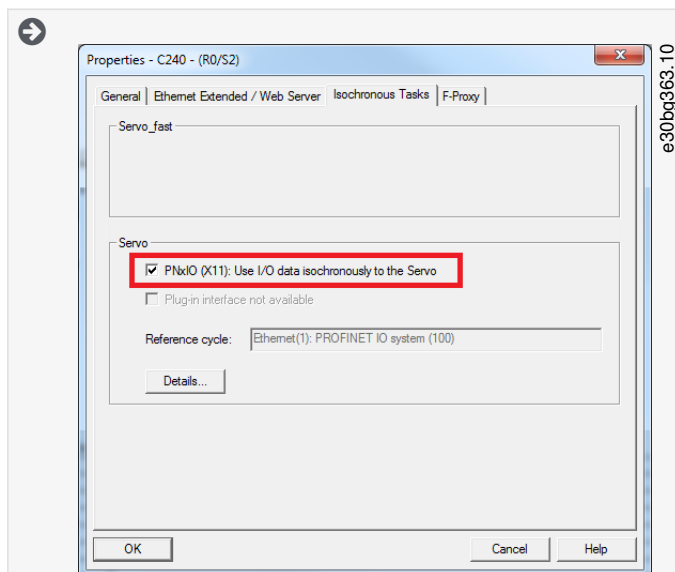 Properties - C240 - (R0/S2)
General
Ethernet Extended / Web Server
Isochronous Tasks
F-Proxy
Servo_fast
Servo
PNxIO (X11): Use I/O data isochronously to the Servo
Plug-in interface not available
Reference cycle: Ethernet(1): PROFINET IO system (100)
Details...
OK Cancel Help
e30bg363.10